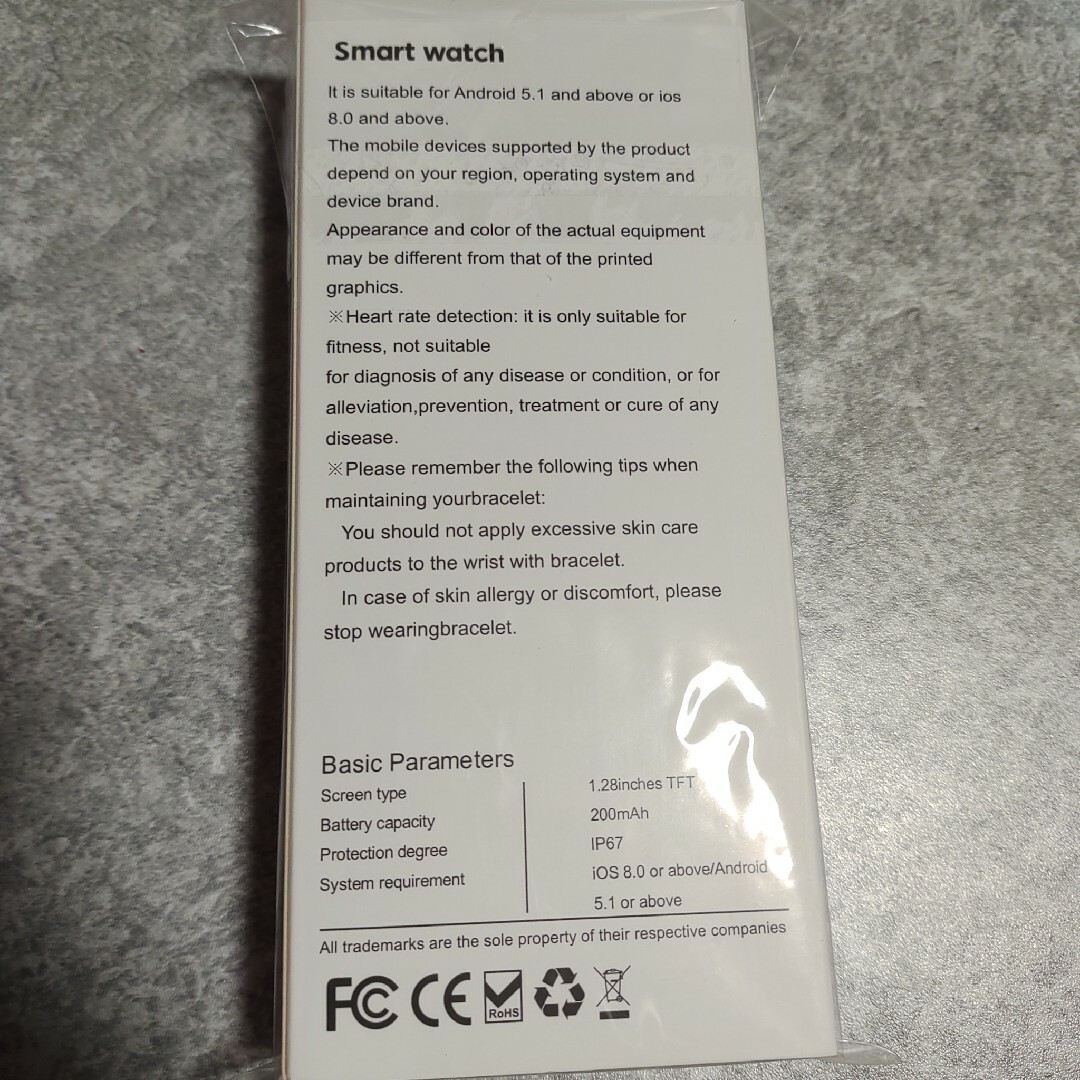 Smart watch
It is suitable for Android 5.1 and above or ios
8.0 and above.
The mobile devices supported by the product
depend on your region, operating system and
device brand.
Appearance and color of the actual equipment
may be different from that of the printed
graphics.
※Heart rate detection: it is only suitable for
fitness, not suitable
for diagnosis of any disease or condition, or for
alleviation,prevention, treatment or cure of any
disease.
※Please remember the following tips when
maintaining yourbracelet:
You should not apply excessive skin care
products to the wrist with bracelet.
In case of skin allergy or discomfort, please
stop wearingbracelet.
Basic Parameters
Screen type 1.28inches TFT
Battery capacity 200mAh
Protection degree IP67
System requirement iOS 8.0 or above/Android
5.1 or above
All trademarks are the sole property of their respective companies
FC CE RoHS